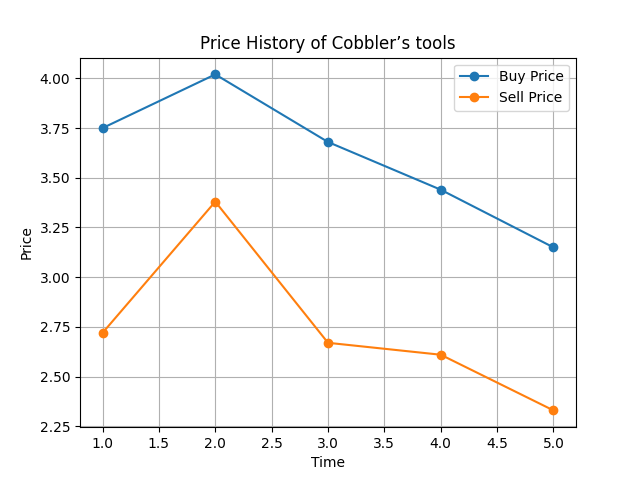 Price History of Cobbler’s tools
Buy Price
Sell Price
4.00
3.75
3.50
3.25
3.00
2.75
2.50
2.25
Price
1.0 1.5 2.0 2.5 3.0 3.5 4.0 4.5 5.0
Time